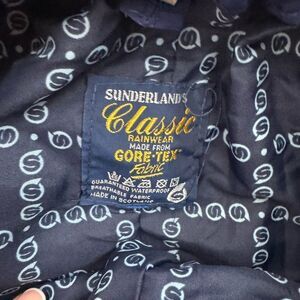 SUNDERLAND'S
Classic
RAINWEAR
MADE FROM
GORE-TEX
Fabric
GUARANTEED WATERPROOF
BREATHABLE FABRIC
MADE IN SCOTLAND